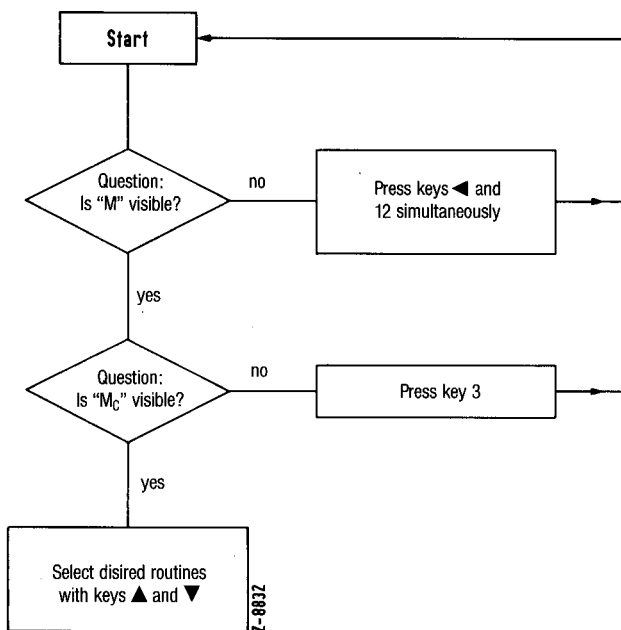 Start
Question:
Is "M" visible?
no
Press keys ◀ and
12 simultaneously
yes
Question:
Is "M_C" visible?
no
Press key 3
yes
Select disired routines
with keys ▲ and ▼
Z-8832